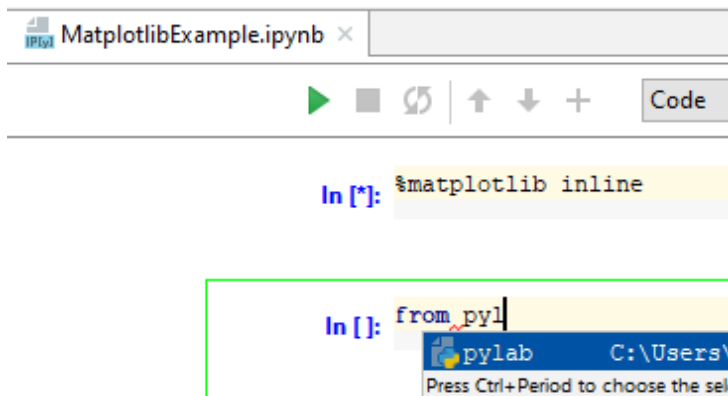 MatplotlibExample.ipynb
Code
In [*]: %matplotlib inline
In [ ]: from pyl
pylab C:\Users\
Press Ctrl+Period to choose the sel